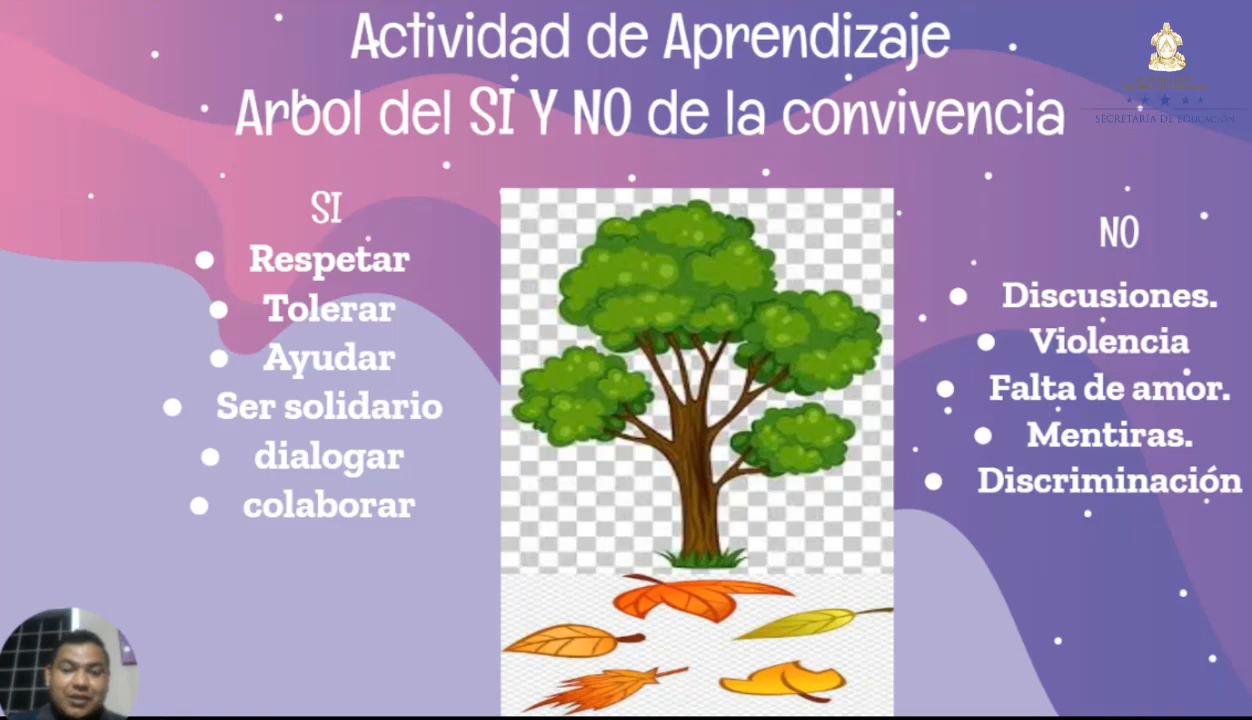 Actividad de Aprendizaje
Arbol del SI Y NO de la convivencia
SECRETARÍA DE EDUCACIÓN
SI
Respetar
Tolerar
Ayudar
Ser solidario
dialogar
colaborar
NO
Discusiones.
Violencia
Falta de amor.
Mentiras.
Discriminación